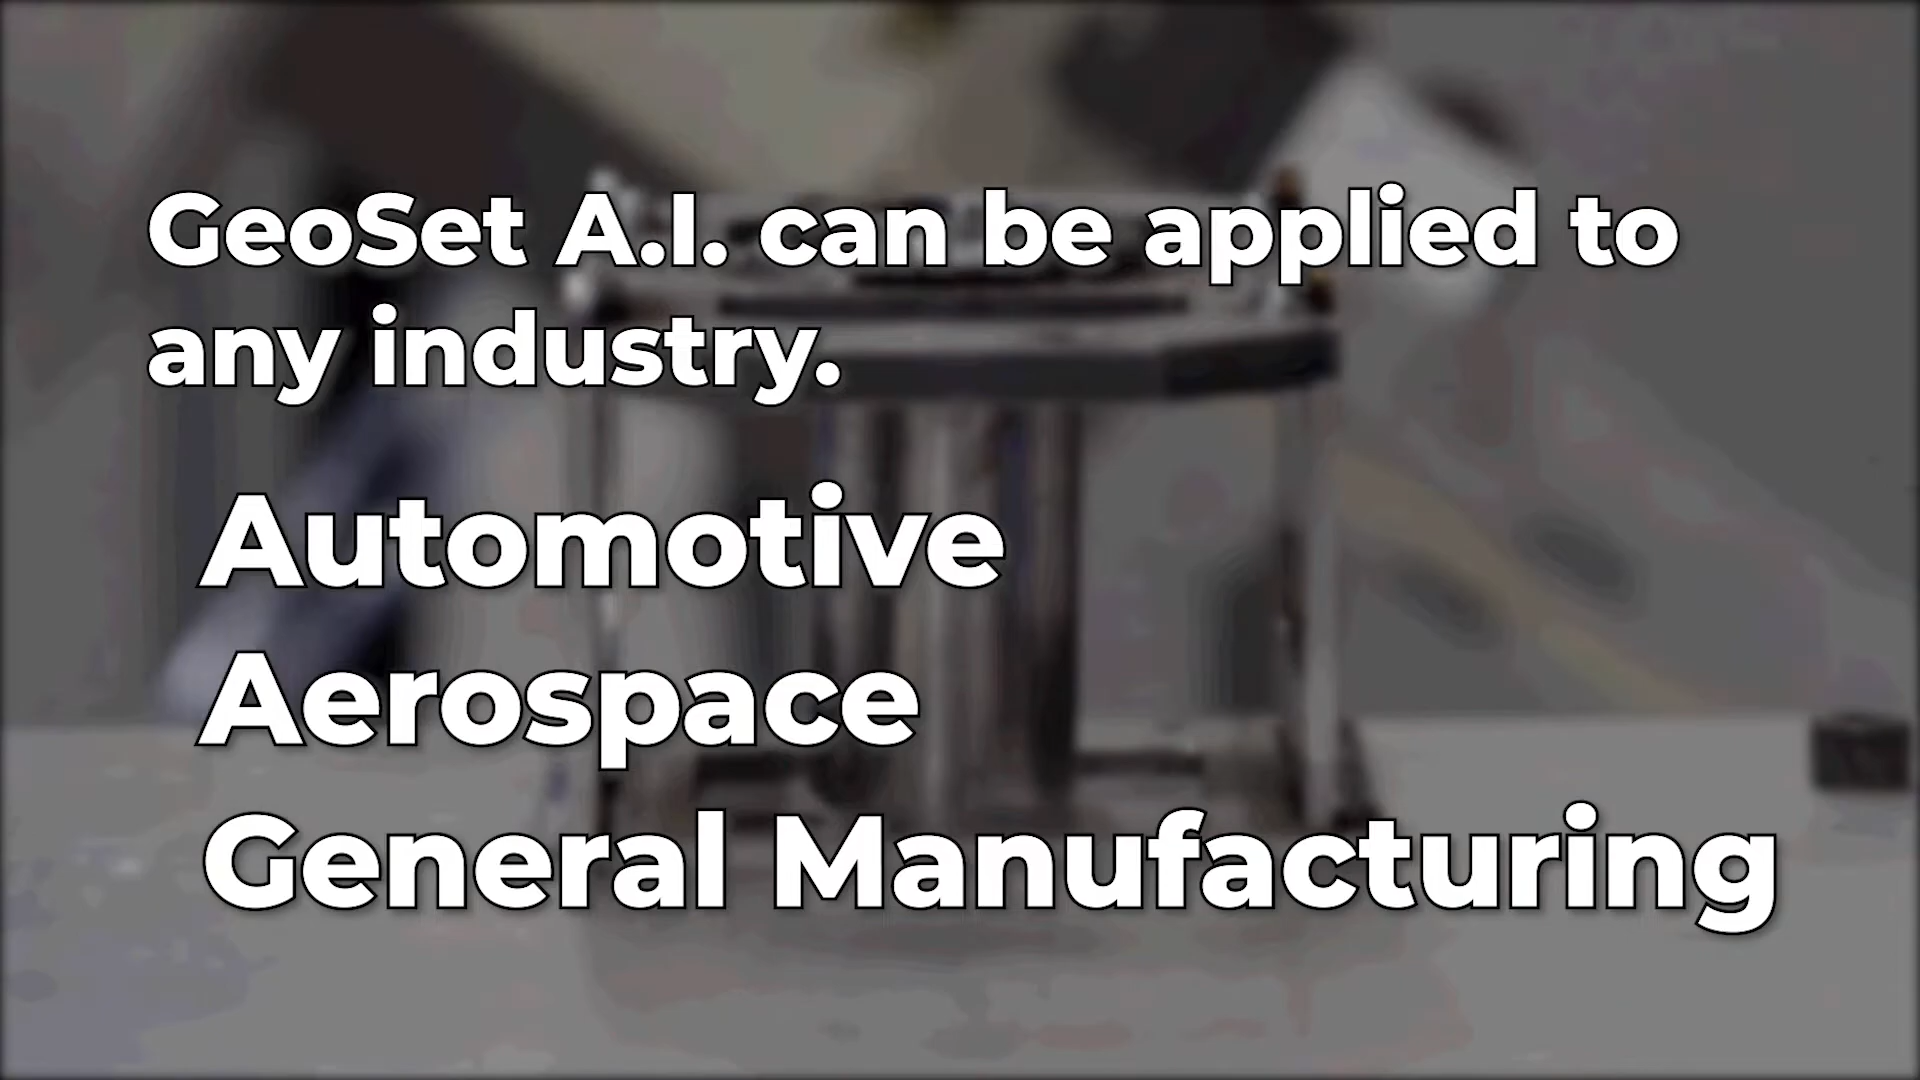 GeoSet A.I. can be applied to
any industry.
Automotive
Aerospace
General Manufacturing